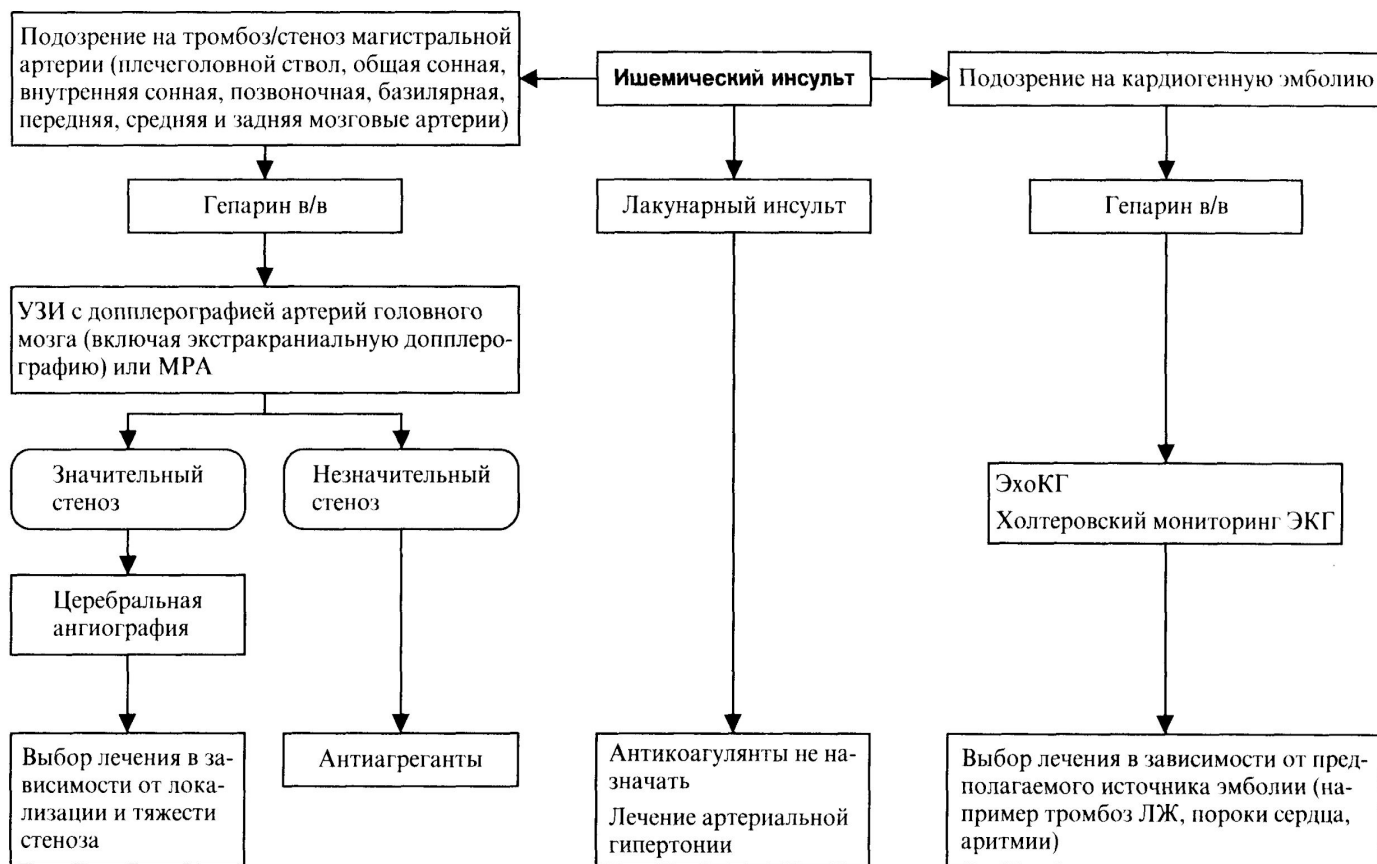 Подозрение на тромбоз/стеноз магистральной
артерии (плечеголовной ствол, общая сонная,
внутренняя сонная, позвоночная, базилярная,
передняя, средняя и задняя мозговые артерии)
Ишемический инсульт
Подозрение на кардиогенную эмболию
Гепарин в/в
Лакунарный инсульт
Гепарин в/в
УЗИ с допплерографией артерий головного
мозга (включая экстракраниальную допплеро-
графию) или МРА
Значительный
стеноз
Незначительный
стеноз
ЭхоКГ
Холтеровский мониторинг ЭКГ
Церебральная
ангиография
Выбор лечения в за-
висимости от лока-
лизации и тяжести
стеноза
Антиагреганты
Антикоагулянты не на-
значать
Лечение артериальной
гипертонии
Выбор лечения в зависимости от пред-
полагаемого источника эмболии (на-
пример тромбоз ЛЖ, пороки сердца,
аритмии)